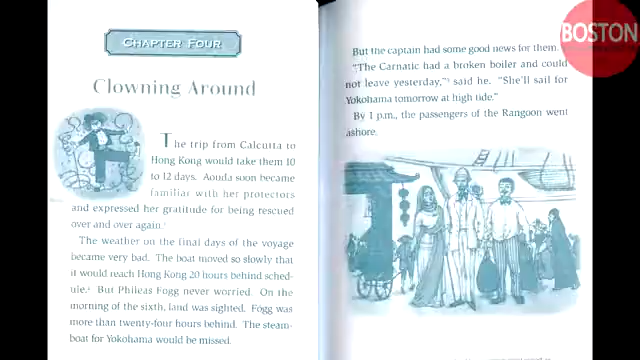 CHAPTER FOUR
Clowning Around
The trip from Calcutta to
Hong Kong would take them 10
to 12 days. Aouda soon became
familiar with her protectors
and expressed her gratitude for being rescued
over and over again.
The weather on the final days of the voyage
became very bad. The boat moved so slowly that
it would reach Hong Kong 20 hours behind sched-
ule. But Phileas Fogg never worried. On the
morning of the sixth, land was sighted. Fogg was
more than twenty-four hours behind. The steam-
boat for Yokohama would be missed.
But the captain had some good news for them.
"The Carnatic had a broken boiler and could
not leave yesterday," said he. "She'll sail for
Yokohama tomorrow at high tide."
By 1 p.m., the passengers of the Rangoon went
ashore.
BOSTON